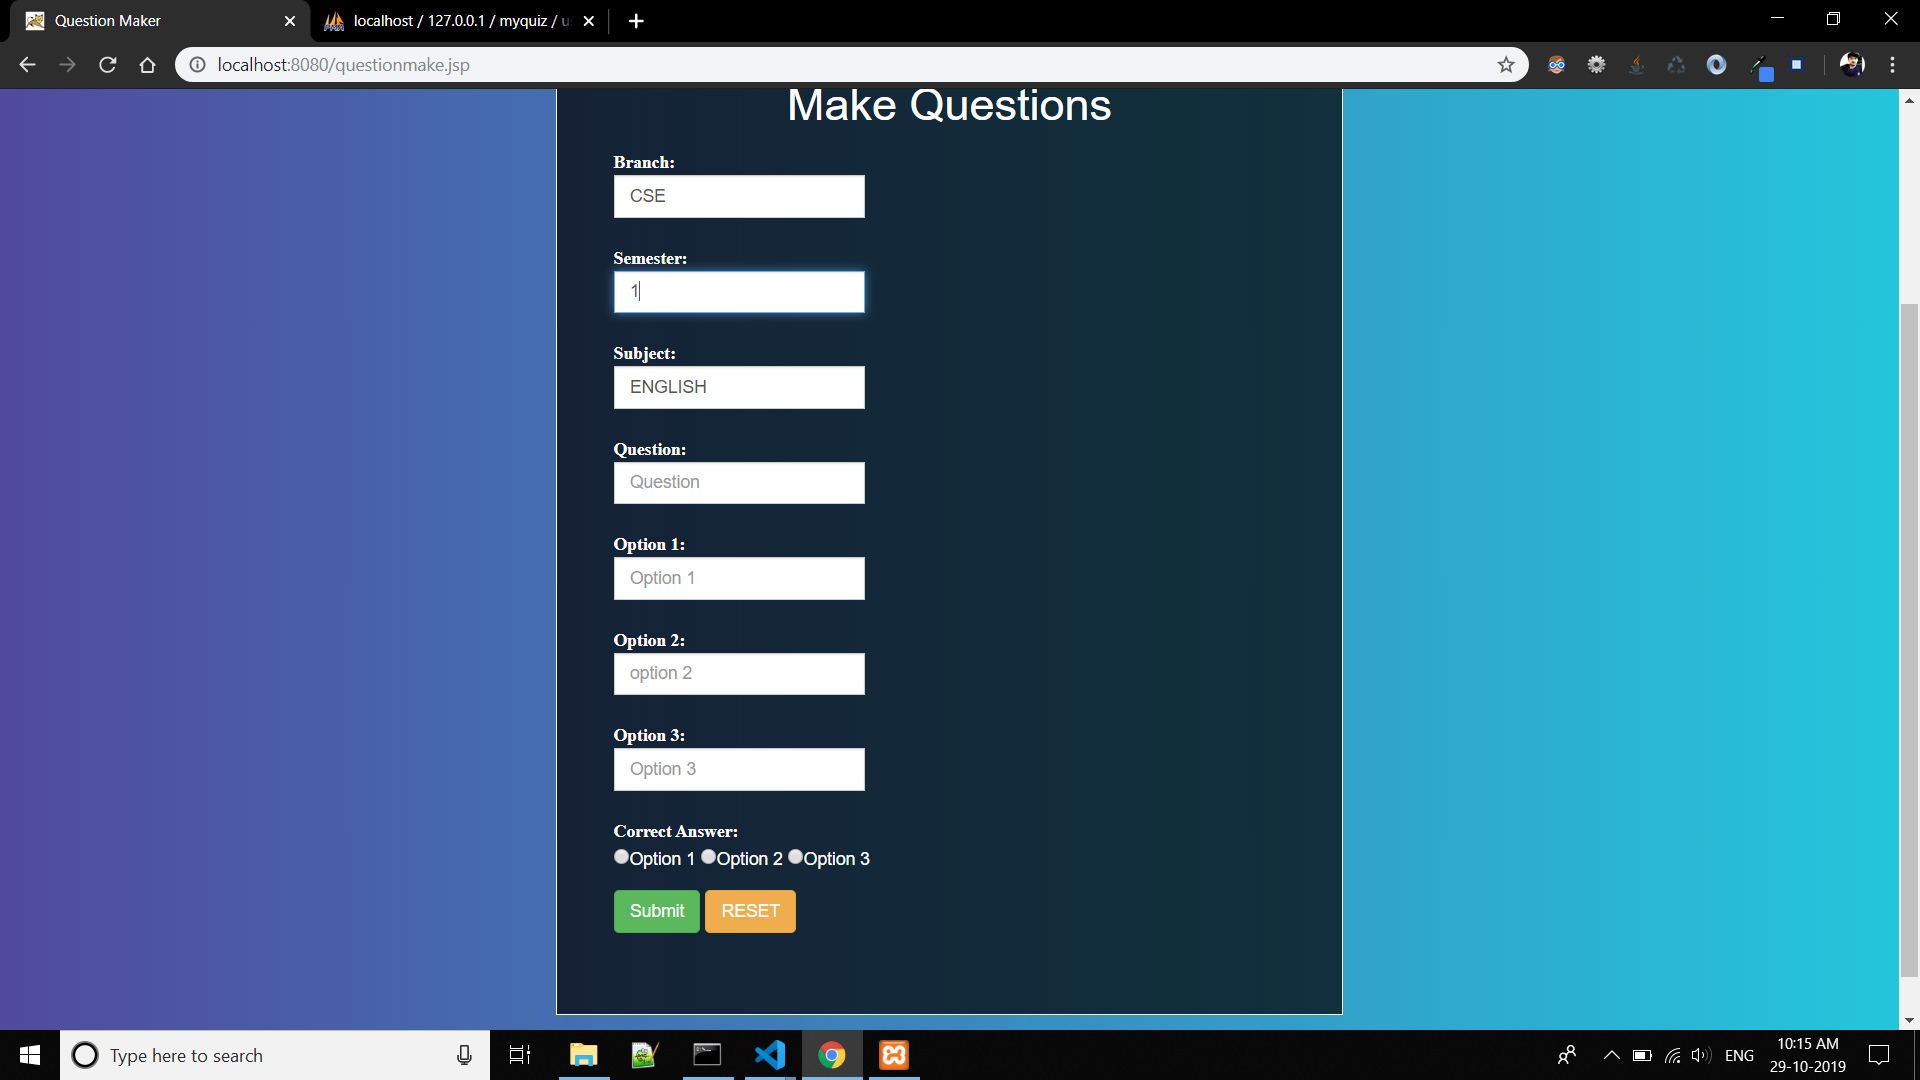 Question Maker
localhost / 127.0.0.1 / myquiz / u
localhost:8080/questionmake.jsp
Make Questions
Branch:
CSE
Semester:
1
Subject:
ENGLISH
Question:
Question
Option 1:
Option 1
Option 2:
option 2
Option 3:
Option 3
Correct Answer:
Option 1 Option 2 Option 3
Submit RESET
Type here to search
ENG
10:15 AM
29-10-2019